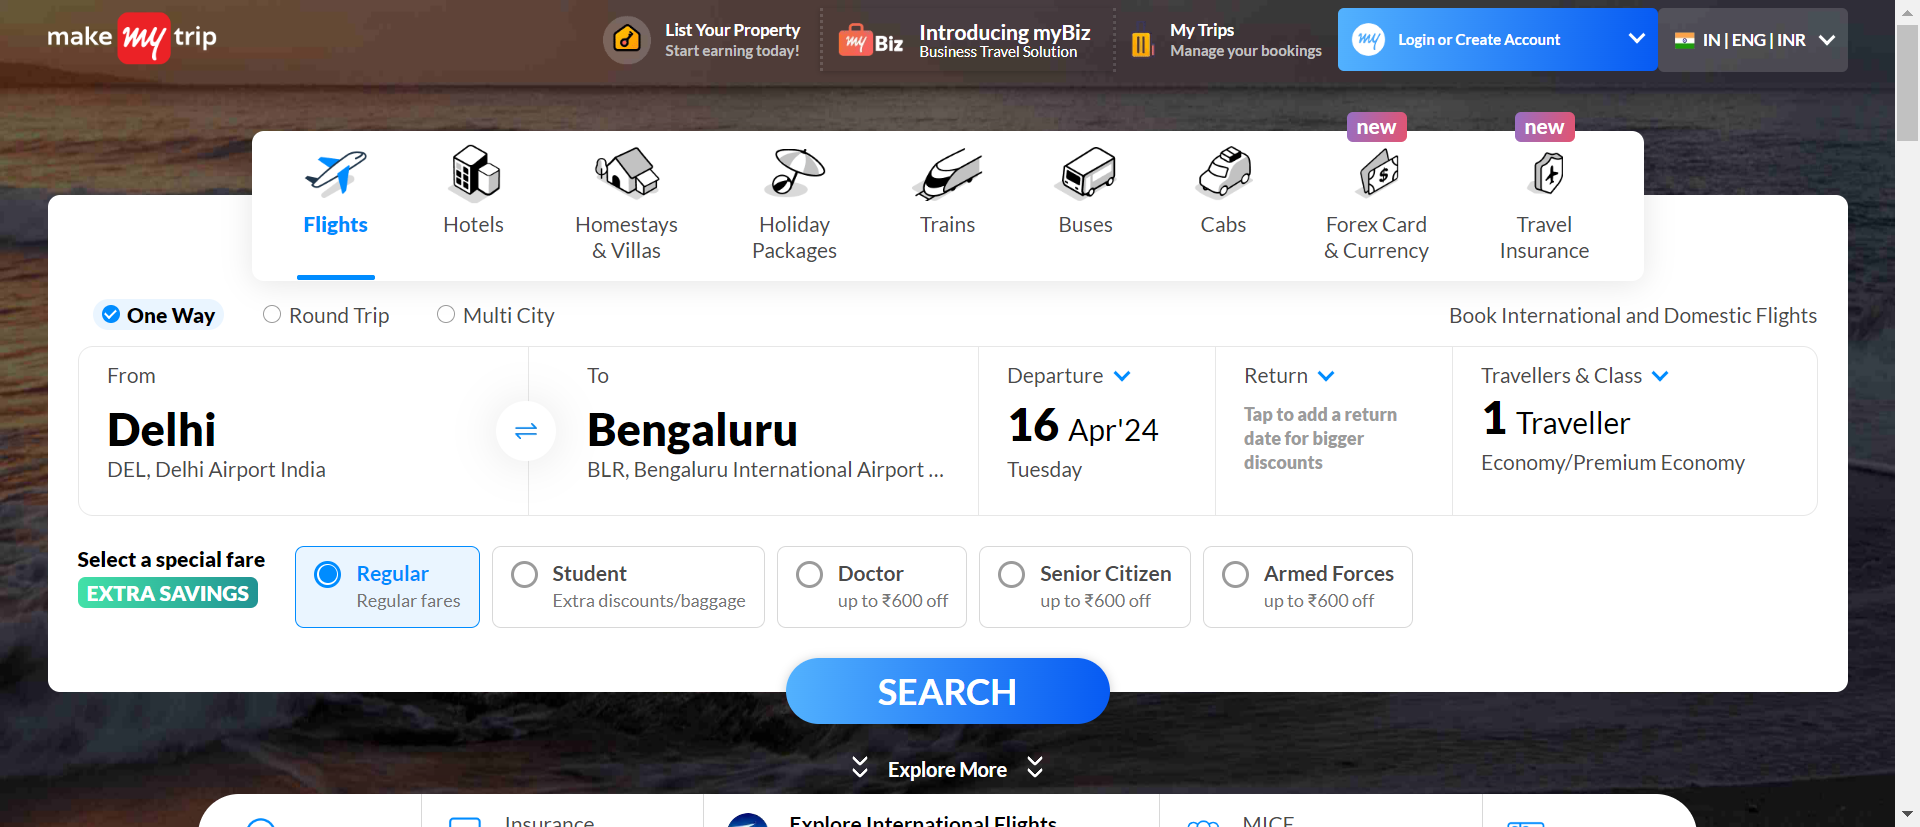 make my trip
List Your Property
Start earning today!
my Biz
Introducing myBiz
Business Travel Solution
My Trips
Manage your bookings
my
Login or Create Account
IN | ENG | INR
new
new
Flights
Hotels
Homestays
& Villas
Holiday
Packages
Trains
Buses
Cabs
Forex Card
& Currency
Travel
Insurance
One Way
Round Trip
Multi City
Book International and Domestic Flights
From
Delhi
DEL, Delhi Airport India
To
Bengaluru
BLR, Bengaluru International Airport ...
Departure
16 Apr'24
Tuesday
Return
Tap to add a return
date for bigger
discounts
Travellers & Class
1 Traveller
Economy/Premium Economy
Select a special fare
EXTRA SAVINGS
Regular
Regular fares
Student
Extra discounts/baggage
Doctor
up to ₹600 off
Senior Citizen
up to ₹600 off
Armed Forces
up to ₹600 off
SEARCH
Explore More
Insurance
Explore International Flights
MICE